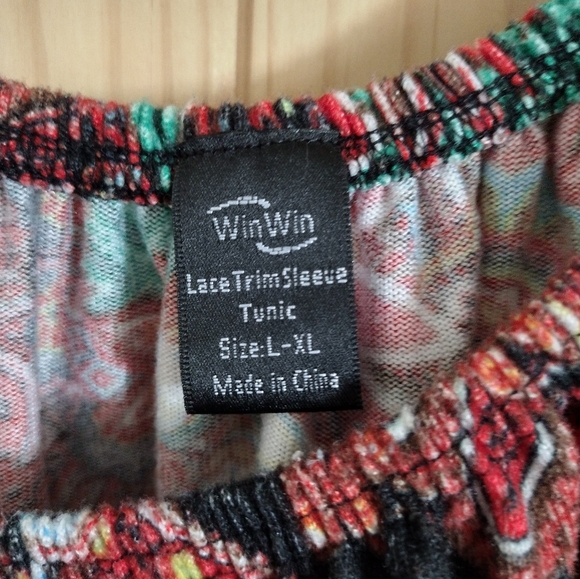 WinWin
Lace Trim Sleeve
Tunic
Size: L-XL
Made in China